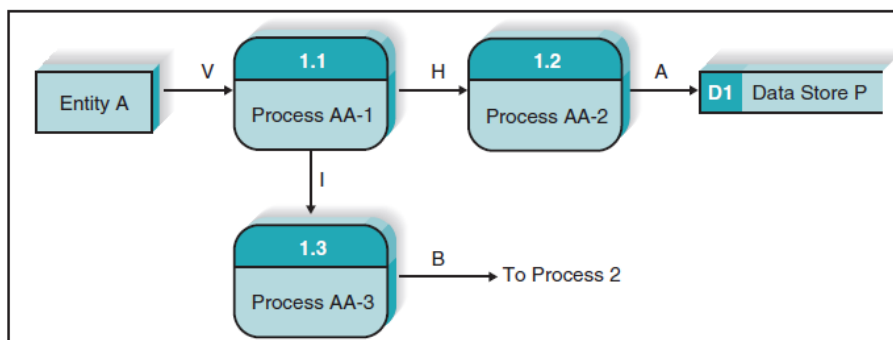 1.1
1.2
V
H
A
Entity A
Process AA-1
Process AA-2
D1 Data Store P
I
1.3
B
Process AA-3
To Process 2